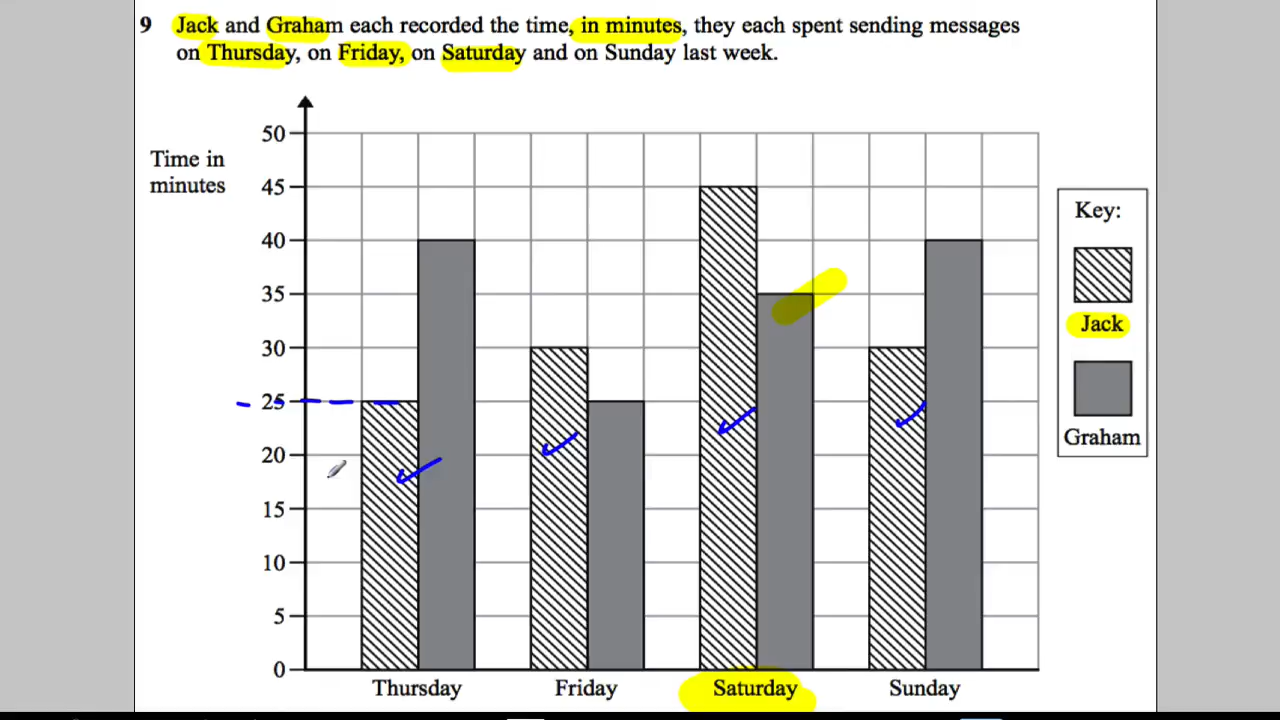 9 Jack and Graham each recorded the time, in minutes, they each spent sending messages
on Thursday, on Friday, on Saturday and on Sunday last week.
Time in
minutes
50
45
40
35
30
25
20
15
10
5
0
Thursday Friday Saturday Sunday
Key:
Jack
Graham